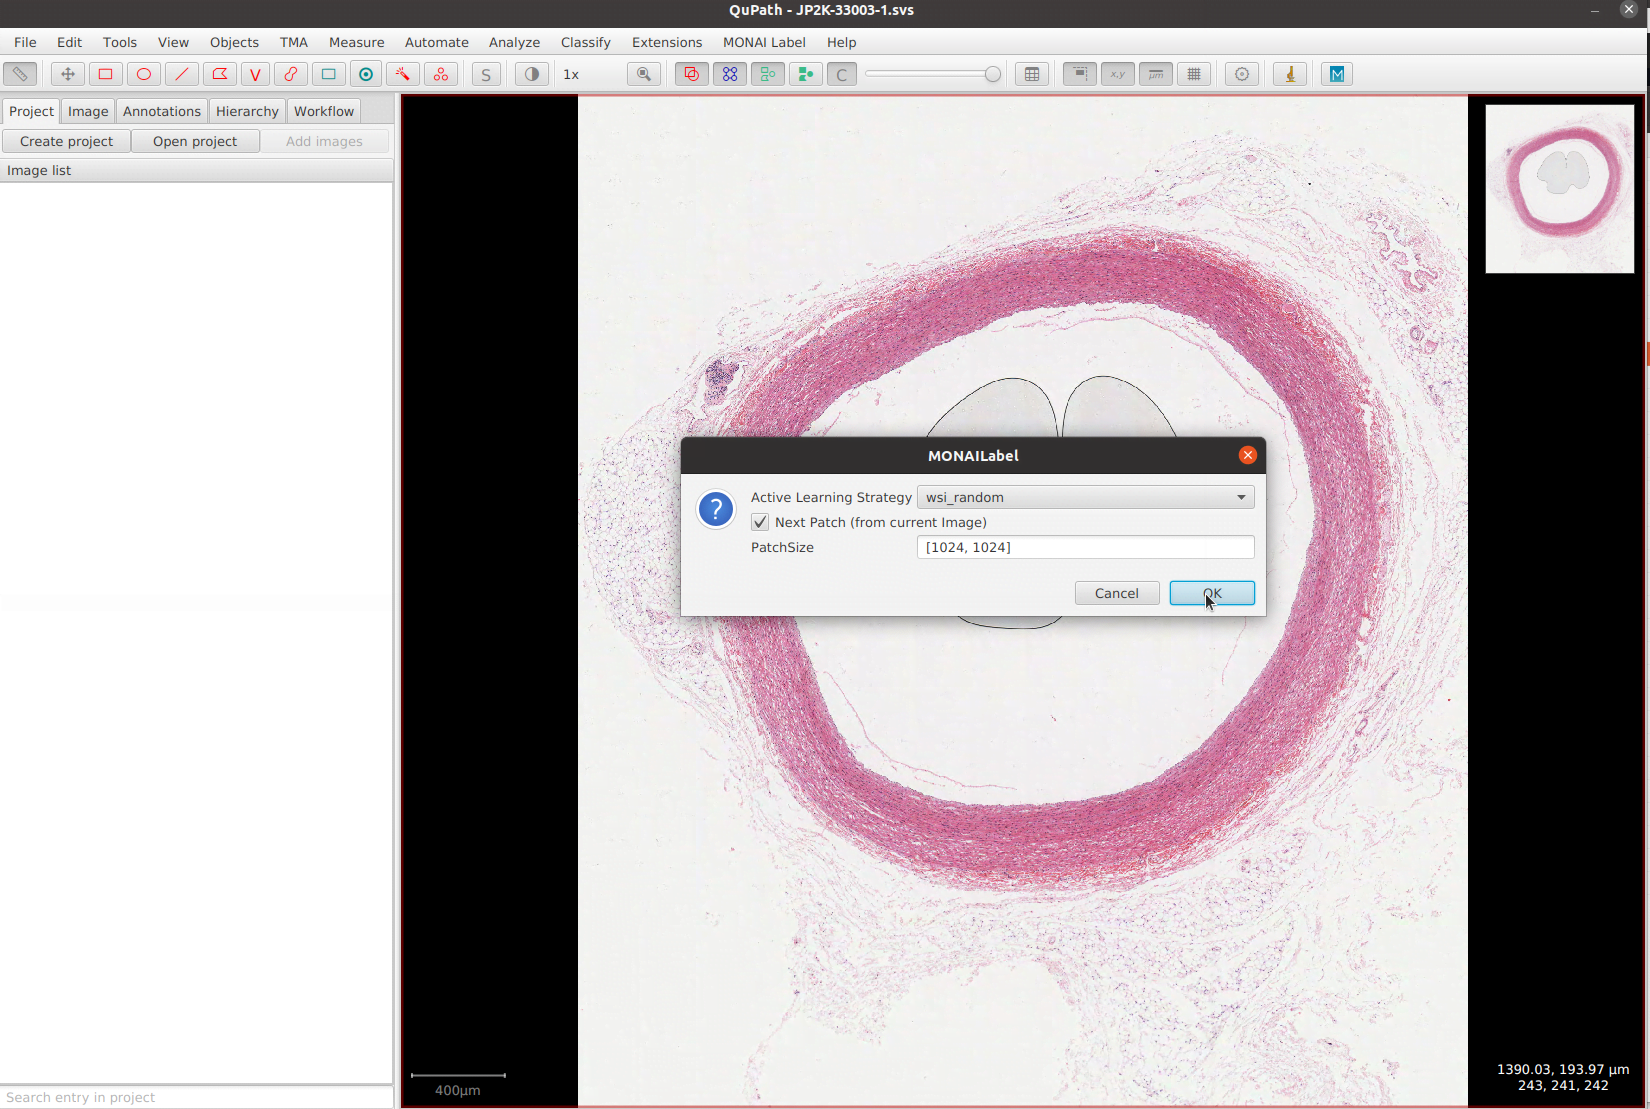 QuPath - JP2K-33003-1.svs
File Edit Tools View Objects TMA Measure Automate Analyze Classify Extensions MONAI Label Help
S 1x C x,y µm M
Project Image Annotations Hierarchy Workflow
Create project Open project Add images
Image list
MONAILabel
Active Learning Strategy wsi_random
Next Patch (from current Image)
PatchSize [1024, 1024]
Cancel OK
400µm
1390.03, 193.97 µm
243, 241, 242
Search entry in project